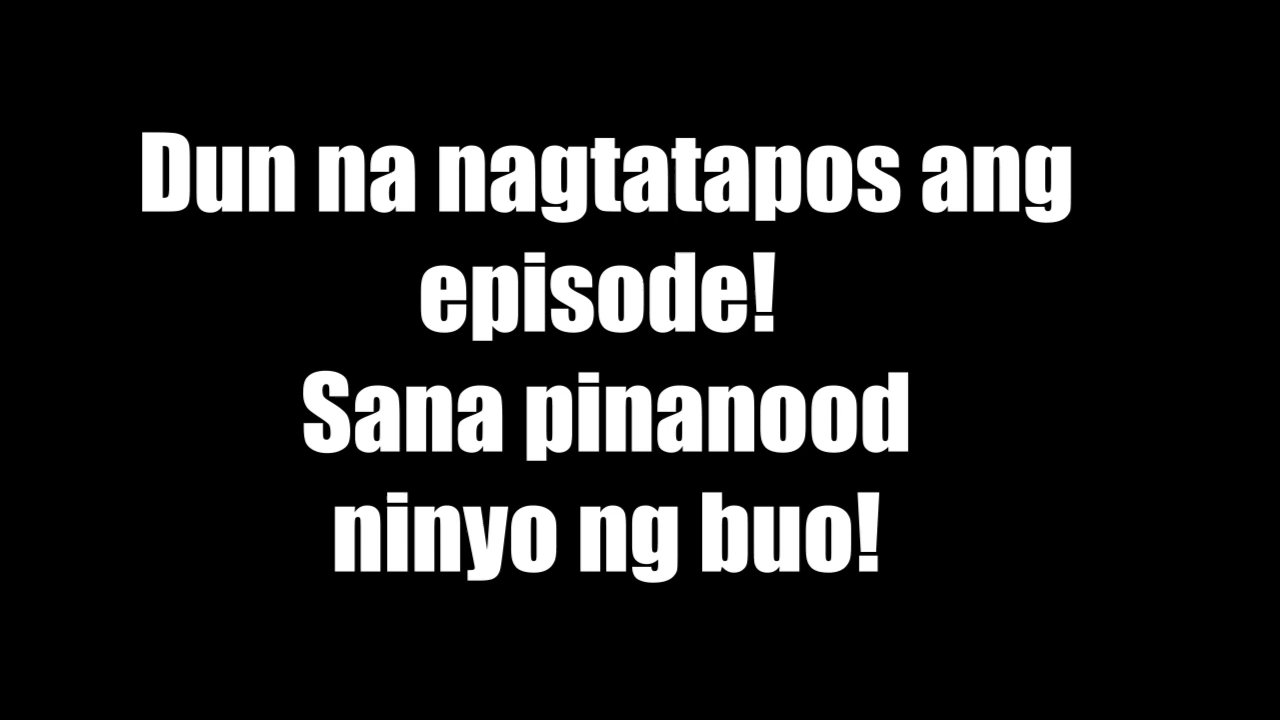 Dun na nagtatapos ang
episode!
Sana pinanood
ninyo ng buo!